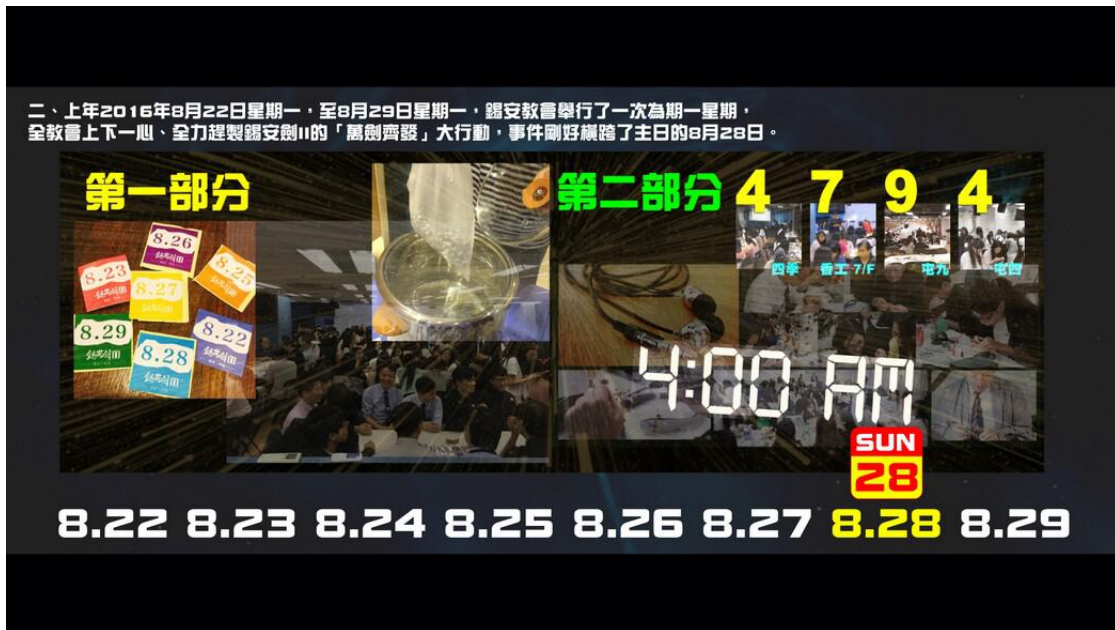 二、上年2016年8月22日星期一，至8月29日星期一，錫安教會舉行了一次為期一星期，
全教會上下一心、全力趕製錫安劍II的「萬劍齊發」大行動，事件剛好橫跨了主日的8月28日。
第一部分
第二部分 4 7 9 4
四季 香工 7/F 屯九 屯四
8.26
8.23
8.25
8.27
8.29
8.28
8.22
4:00 AM
SUN
28
8.22 8.23 8.24 8.25 8.26 8.27 8.28 8.29